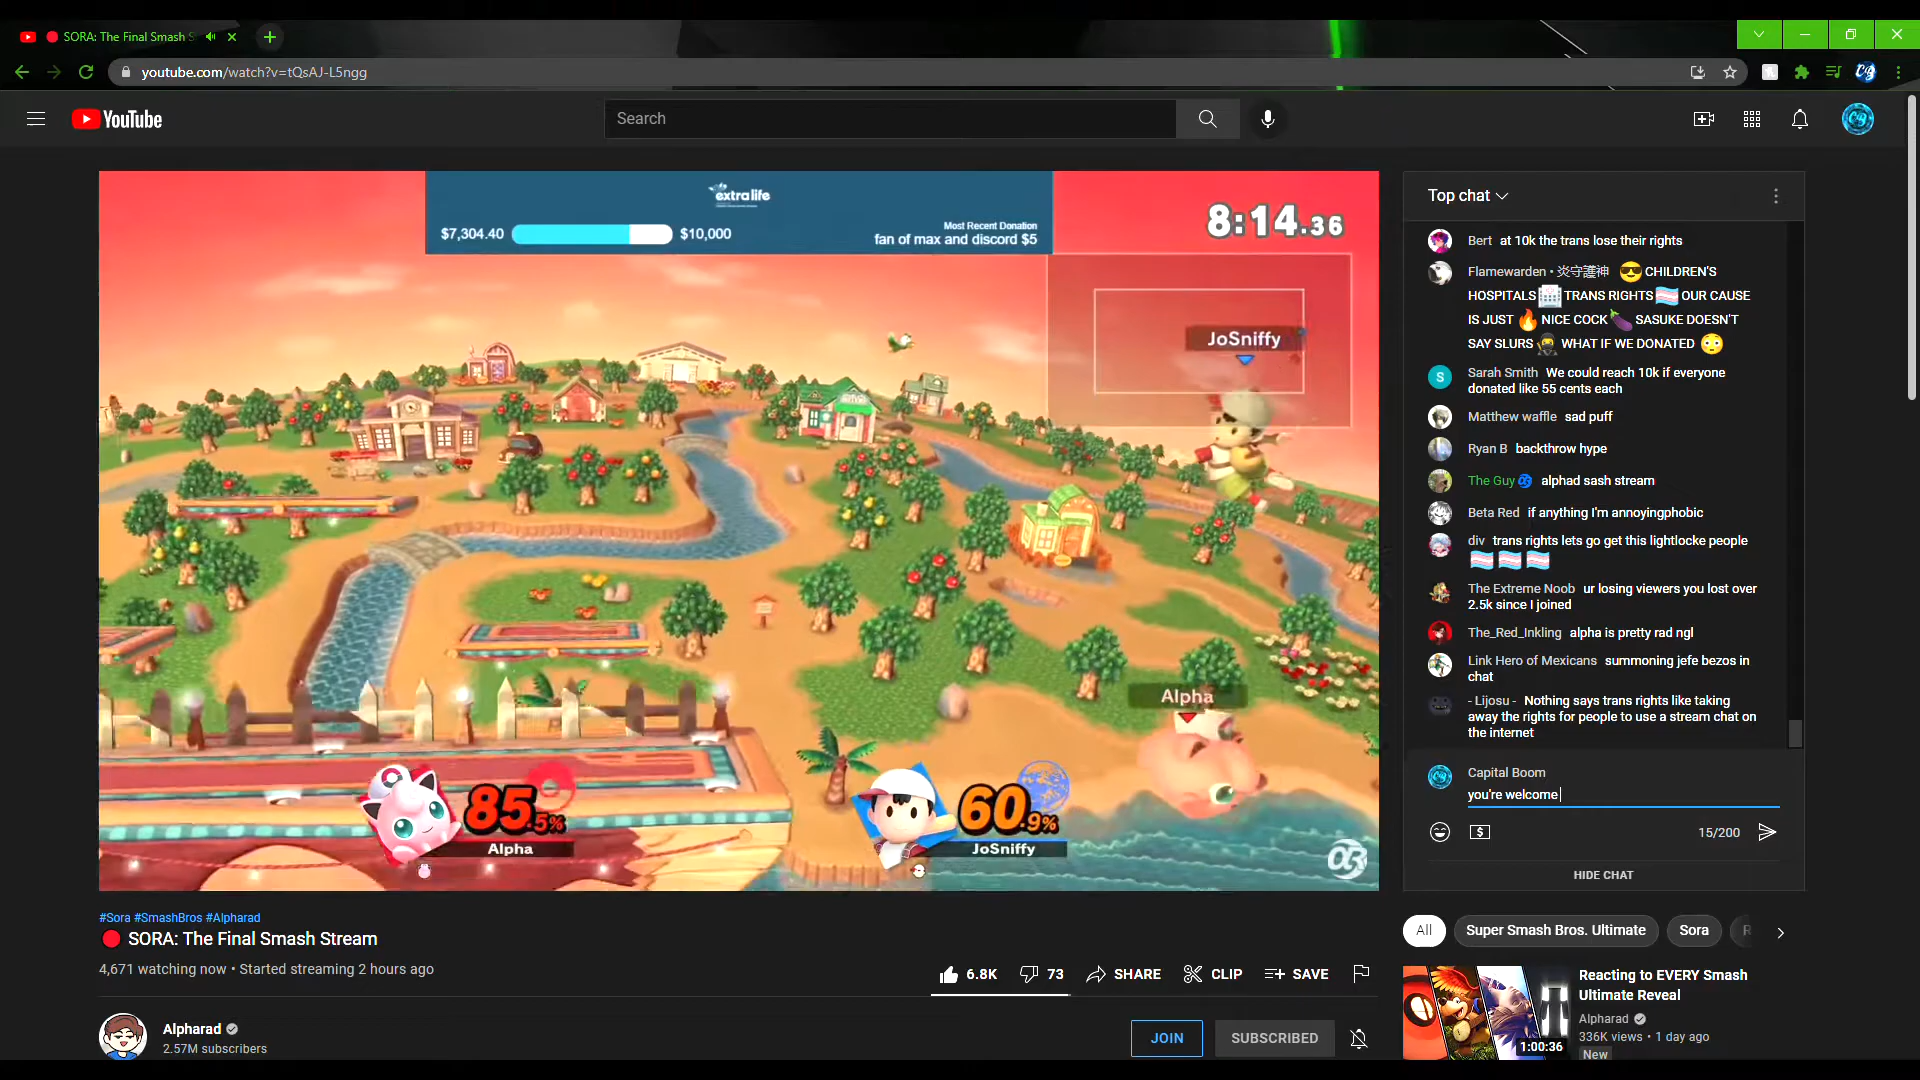 SORA: The Final Smash S
youtube.com/watch?v=tQsAJ-L5ngg
YouTube
Search
extralife
$7,304.40
$10,000
Most Recent Donation
fan of max and discord $5
8:14.36
JoSniffy
Alpha
85.5%
Alpha
60.9%
JoSniffy
#Sora #SmashBros #Alpharad
SORA: The Final Smash Stream
4,671 watching now • Started streaming 2 hours ago
6.8K
73
SHARE
CLIP
SAVE
Alpharad
2.57M subscribers
JOIN
SUBSCRIBED
Top chat
Bert at 10k the trans lose their rights
Flamewarden • 炎守護神 😎 CHILDREN'S
HOSPITALS 🏥 TRANS RIGHTS 🏳️‍⚧️ OUR CAUSE
IS JUST 🔥 NICE COCK 🍆 SASUKE DOESN'T
SAY SLURS WHAT IF WE DONATED 😳
S
Sarah Smith We could reach 10k if everyone
donated like 55 cents each
Matthew waffle sad puff
Ryan B backthrow hype
The Guy alphad sash stream
Beta Red if anything I'm annoyingphobic
div trans rights lets go get this lightlocke people
🏳️‍⚧️ 🏳️‍⚧️ 🏳️‍⚧️
The Extreme Noob ur losing viewers you lost over
2.5k since I joined
The_Red_Inkling alpha is pretty rad ngl
Link Hero of Mexicans summoning jefe bezos in
chat
- Lijosu - Nothing says trans rights like taking
away the rights for people to use a stream chat on
the internet
Capital Boom
you're welcome
15/200
HIDE CHAT
All
Super Smash Bros. Ultimate
Sora
R
Reacting to EVERY Smash
Ultimate Reveal
Alpharad
336K views • 1 day ago
New
1:00:36